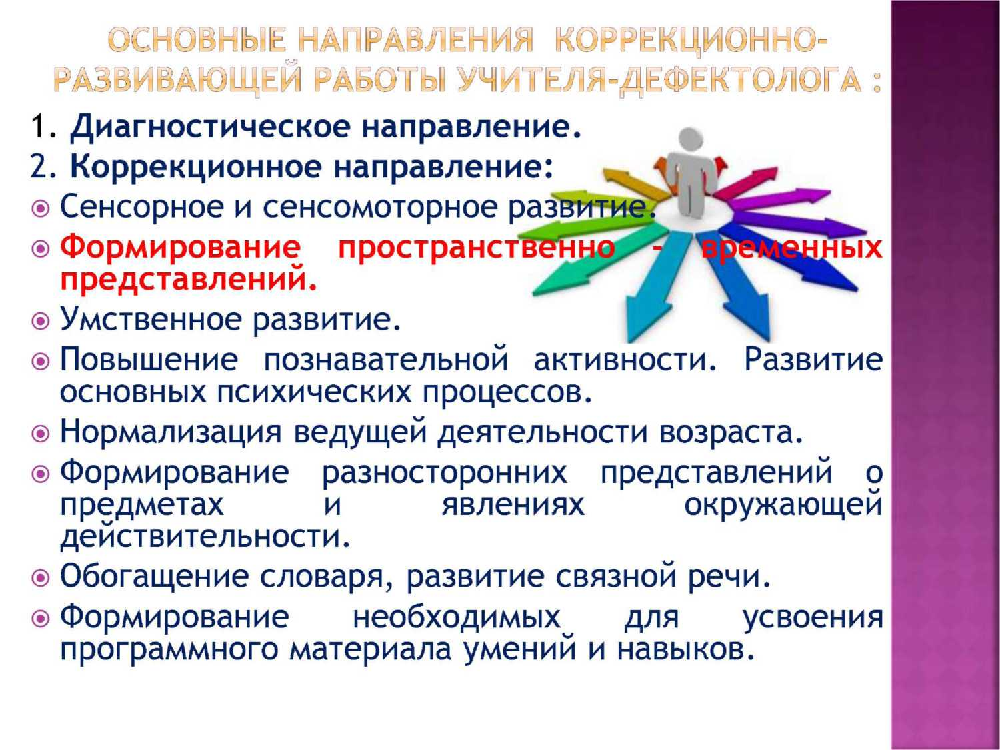 ОСНОВНЫЕ НАПРАВЛЕНИЯ КОРРЕКЦИОННО-
РАЗВИВАЮЩЕЙ РАБОТЫ УЧИТЕЛЯ-ДЕФЕКТОЛОГА :
1. Диагностическое направление.
2. Коррекционное направление:
Сенсорное и сенсомоторное развитие.
Формирование пространственно - временных
представлений.
Умственное развитие.
Повышение познавательной активности. Развитие
основных психических процессов.
Нормализация ведущей деятельности возраста.
Формирование разносторонних представлений о
предметах и явлениях окружающей
действительности.
Обогащение словаря, развитие связной речи.
Формирование необходимых для усвоения
программного материала умений и навыков.